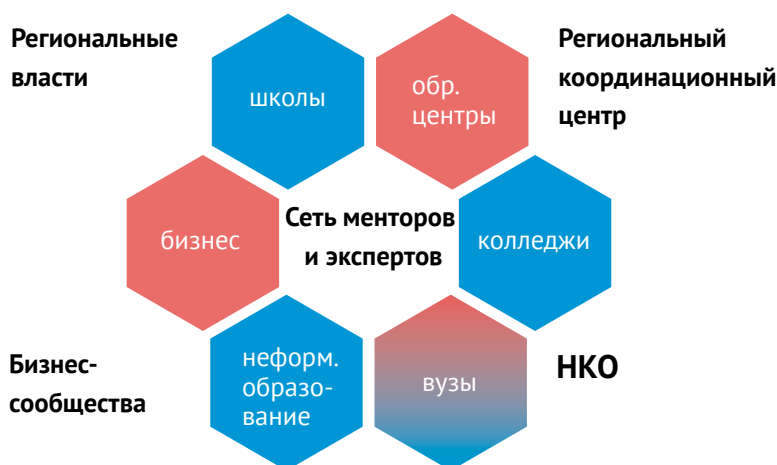 Региональные
власти
школы
обр.
центры
Региональный
координационный
центр
бизнес
Сеть менторов
и экспертов
колледжи
Бизнес-
сообщества
неформ.
образо-
вание
вузы
НКО